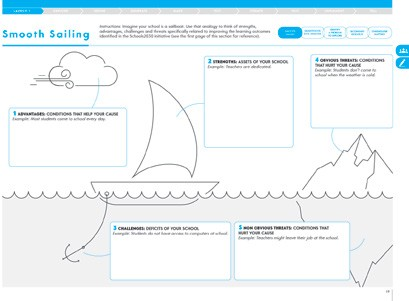 Smooth Sailing
Instructions: Imagine your school is a sailboat. Use that analogy to think of strengths,
advantages, challenges and threats specifically related to improving the learning outcomes
identified in the Schools2030 initiative (see the first page of the section for reference).
1 ADVANTAGES: CONDITIONS THAT HELP YOUR CAUSE
Example: Most students come to school every day.
2 STRENGTHS: ASSETS OF YOUR SCHOOL
Example: Teachers are dedicated.
4 OBVIOUS THREATS: CONDITIONS
THAT HURT YOUR CAUSE
Example: Students don't come to
school when the weather is cold.
3 CHALLENGES: DEFICITS OF YOUR SCHOOL
Example: Students do not have access to computers at school.
5 NON OBVIOUS THREATS: CONDITIONS THAT
HURT YOUR CAUSE
Example: Teachers might leave their job at the school.